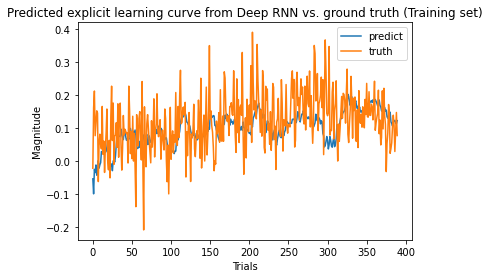 Predicted explicit learning curve from Deep RNN vs. ground truth (Training set)
predict
truth
0.4
0.3
0.2
0.1
0.0
−0.1
−0.2
Magnitude
0 50 100 150 200 250 300 350 400
Trials